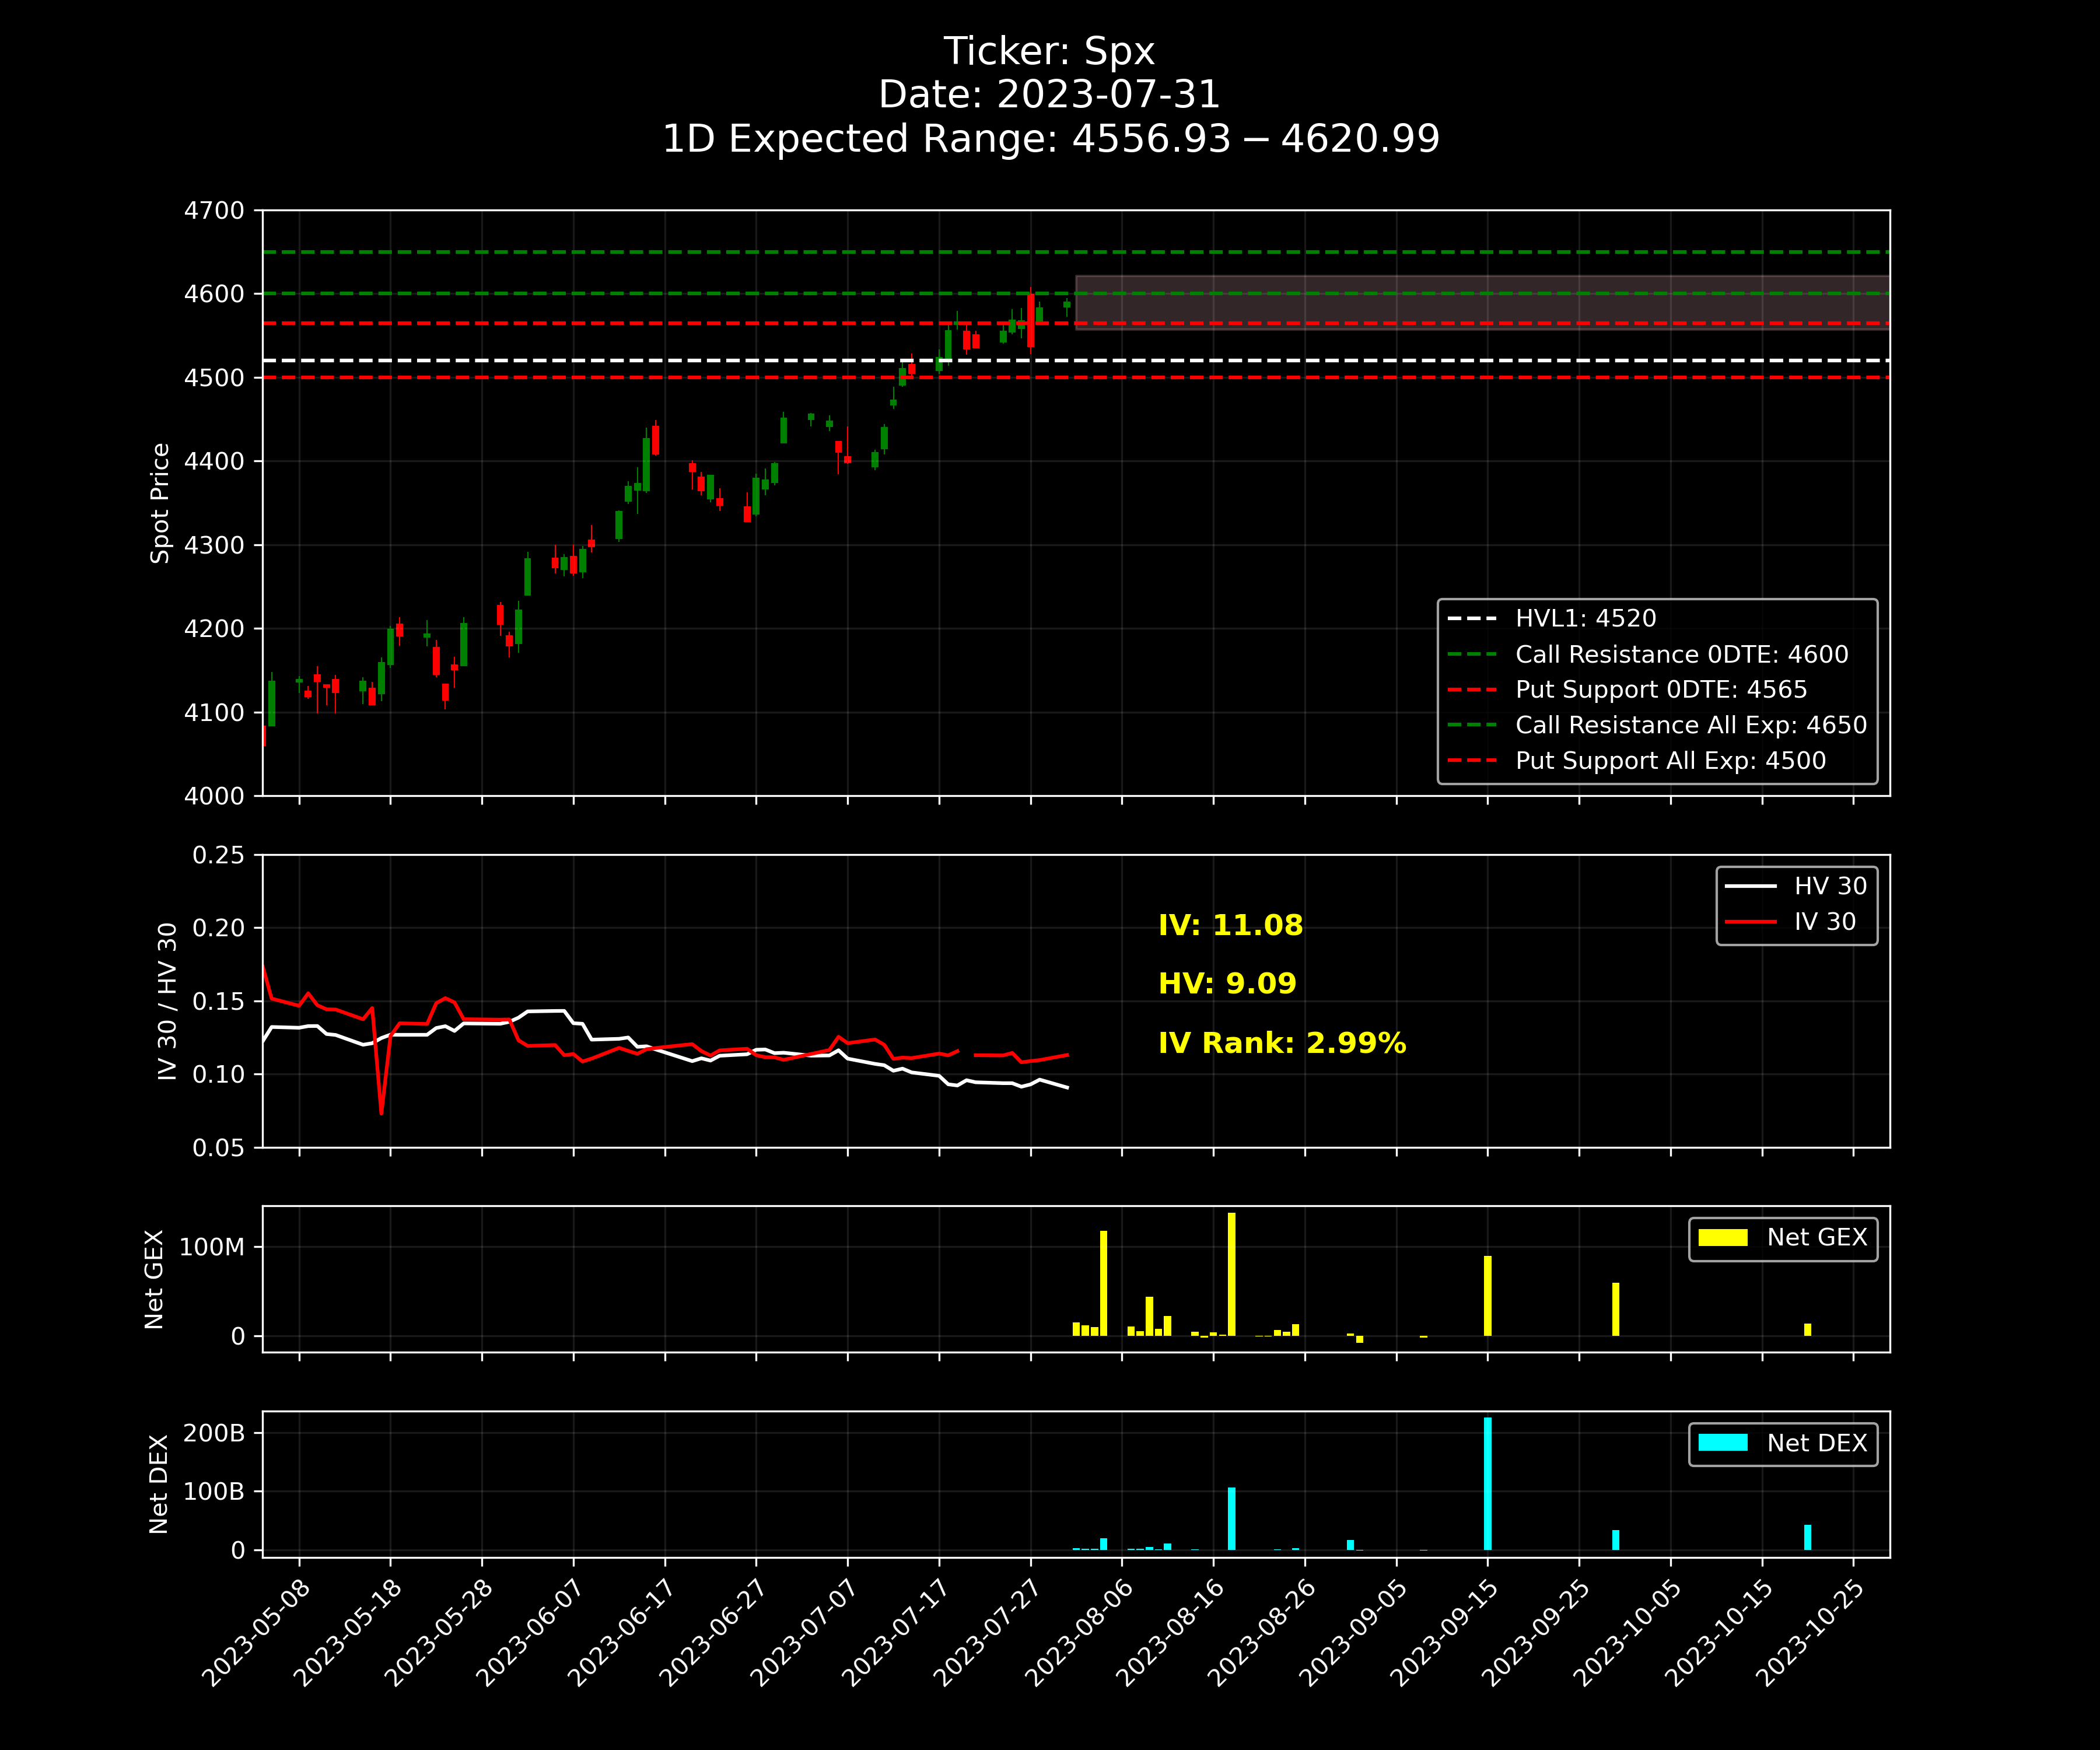 Ticker: Spx
Date: 2023-07-31
1D Expected Range: 4556.93 − 4620.99
Spot Price
4700
4600
4500
4400
4300
4200
4100
4000
HVL1: 4520
Call Resistance 0DTE: 4600
Put Support 0DTE: 4565
Call Resistance All Exp: 4650
Put Support All Exp: 4500
IV 30 / HV 30
0.25
0.20
0.15
0.10
0.05
IV: 11.08
HV: 9.09
IV Rank: 2.99%
HV 30
IV 30
Net GEX
100M
0
Net GEX
Net DEX
200B
100B
0
Net DEX
2023-05-08
2023-05-18
2023-05-28
2023-06-07
2023-06-17
2023-06-27
2023-07-07
2023-07-17
2023-07-27
2023-08-06
2023-08-16
2023-08-26
2023-09-05
2023-09-15
2023-09-25
2023-10-05
2023-10-15
2023-10-25